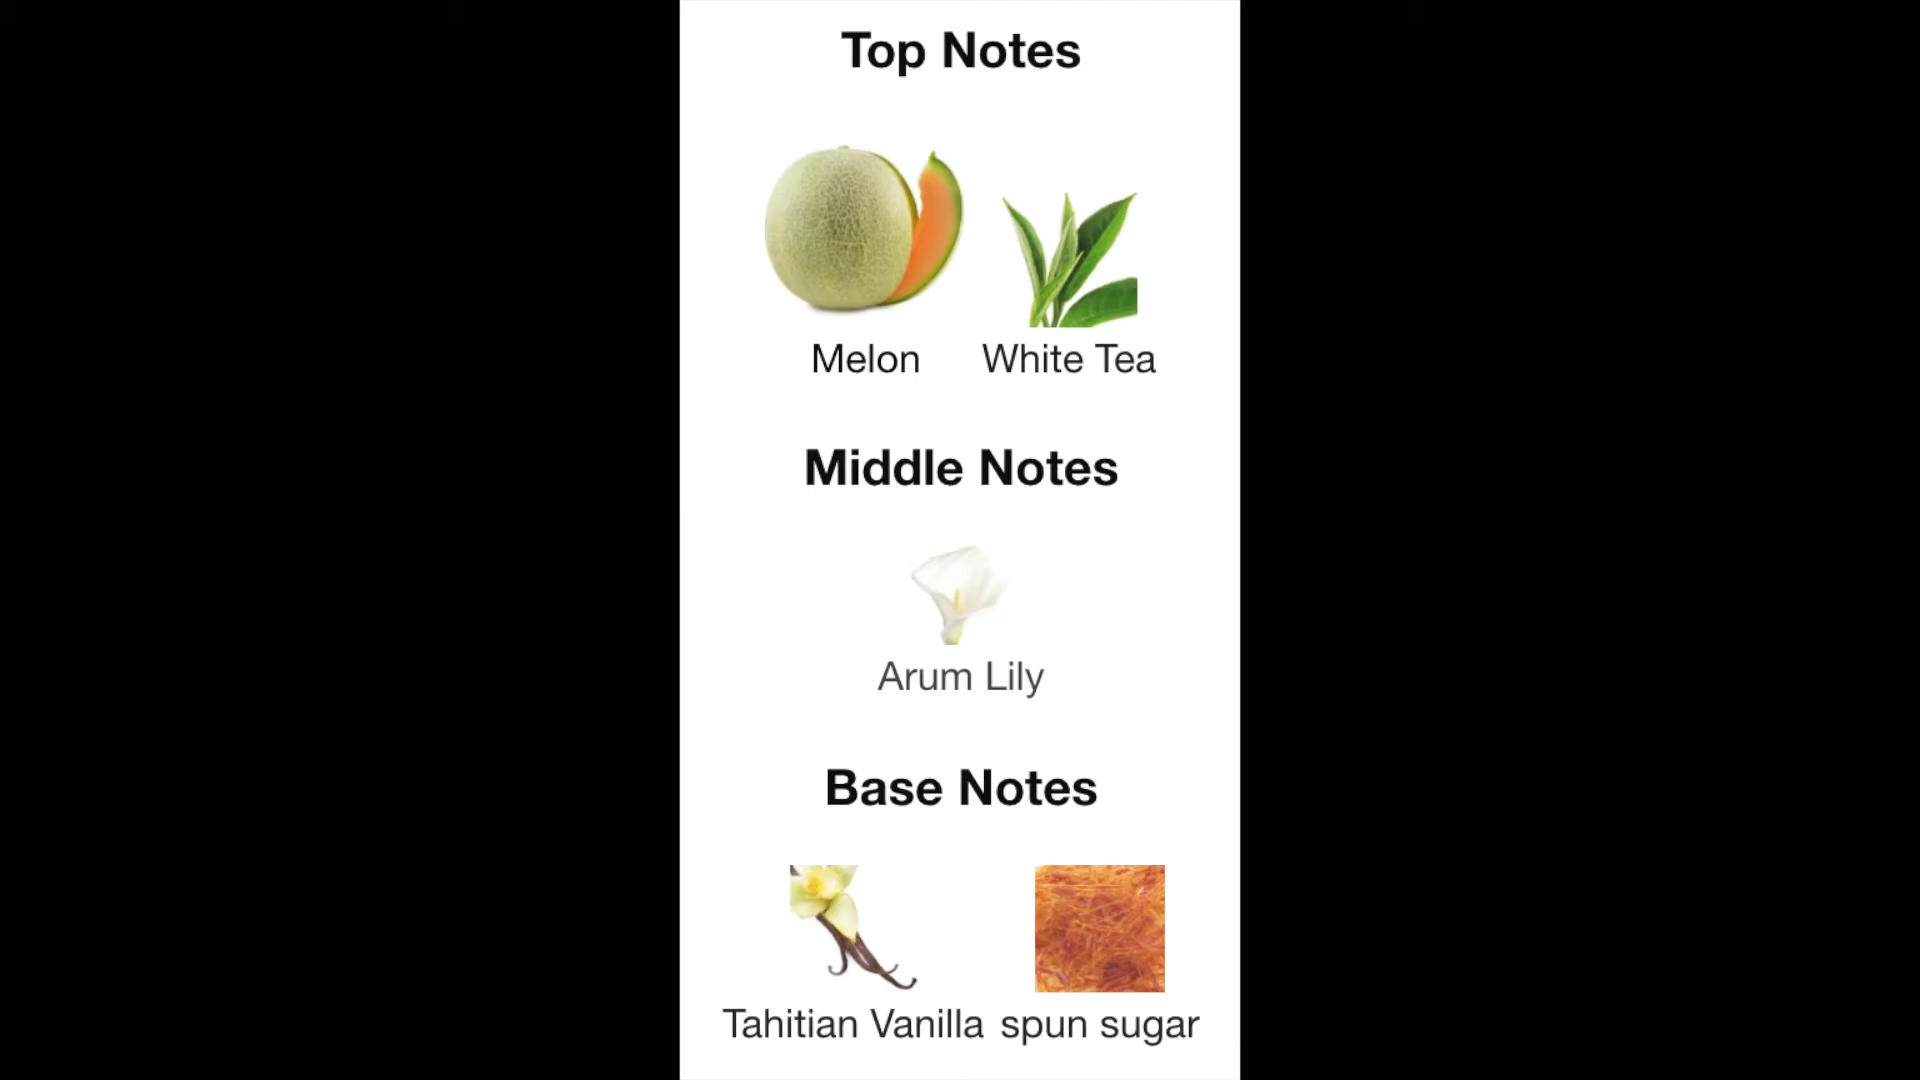 Top Notes
Melon White Tea
Middle Notes
Arum Lily
Base Notes
Tahitian Vanilla spun sugar